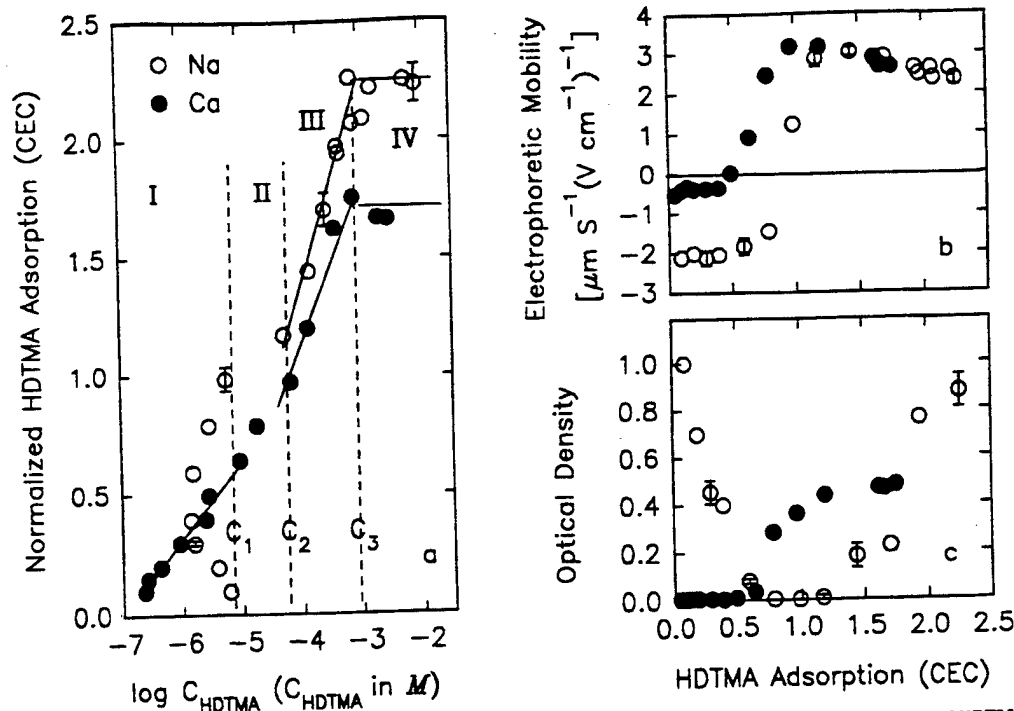 Normalized HDTMA Adsorption (CEC)
2.5
2.0
1.5
1.0
0.5
0.0
○ Na
● Ca
I
II
III
IV
C₁
C₂
C₃
a
−7 −6 −5 −4 −3 −2
log C_HDTMA (C_HDTMA in M)
Electrophoretic Mobility
[μm S⁻¹(V cm⁻¹)⁻¹]
4
3
2
1
0
−1
−2
−3
b
Optical Density
1.0
0.8
0.6
0.4
0.2
0.0
c
0.0 0.5 1.0 1.5 2.0 2.5
HDTMA Adsorption (CEC)